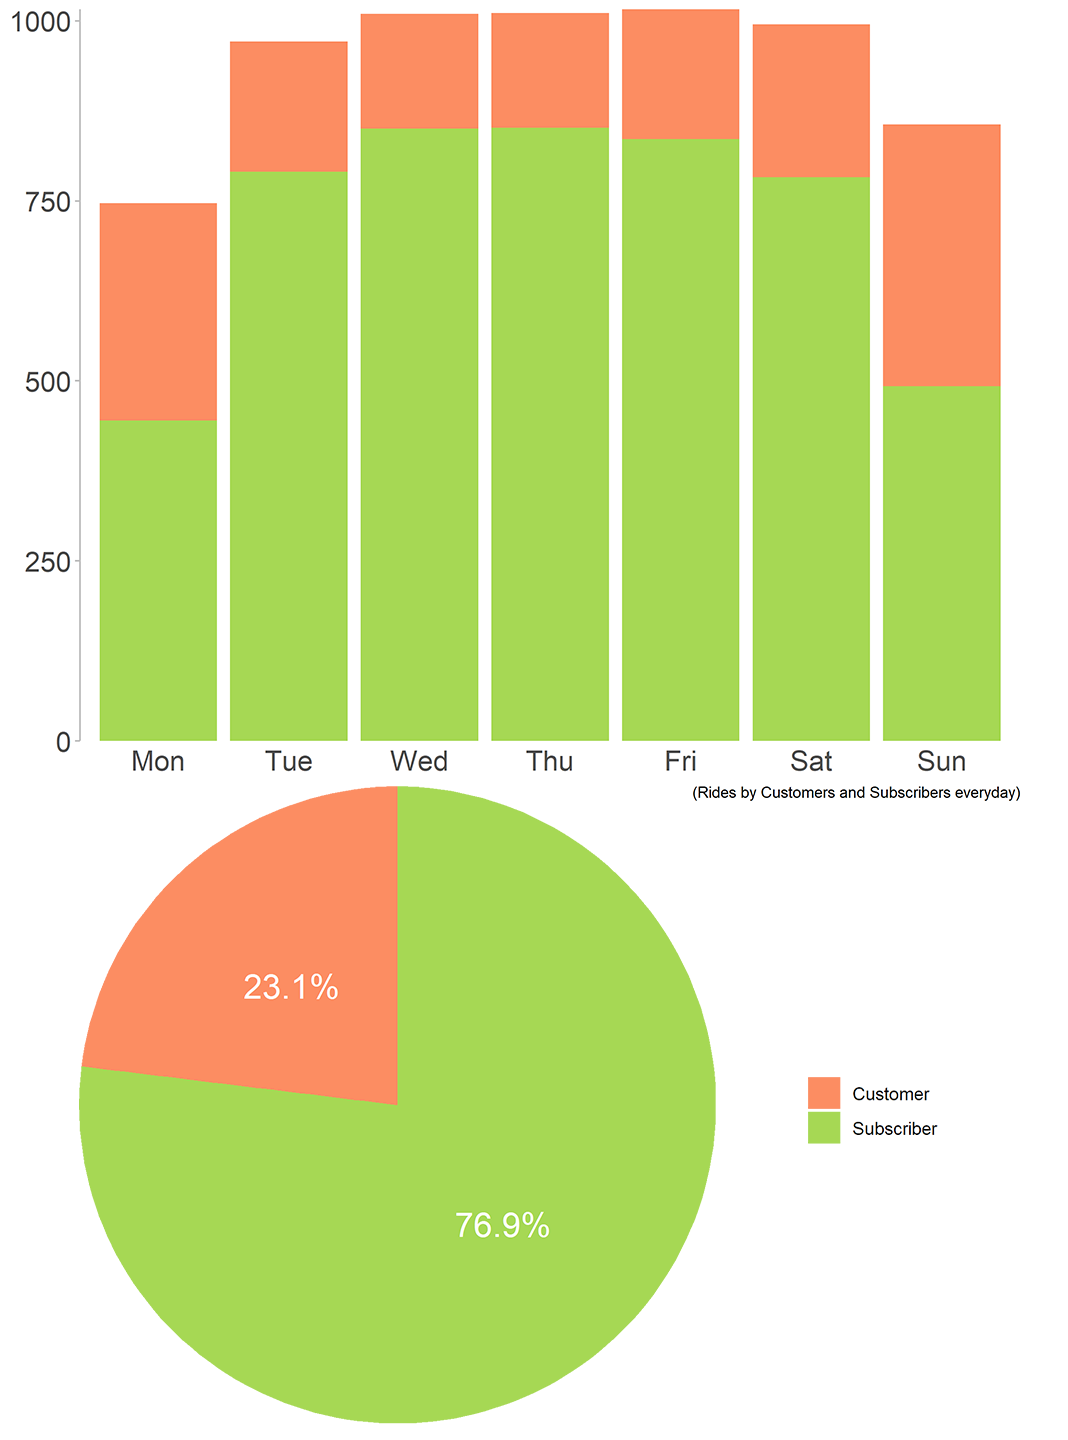 1000
750
500
250
0
Mon Tue Wed Thu Fri Sat Sun
(Rides by Customers and Subscribers everyday)
23.1%
Customer
Subscriber
76.9%